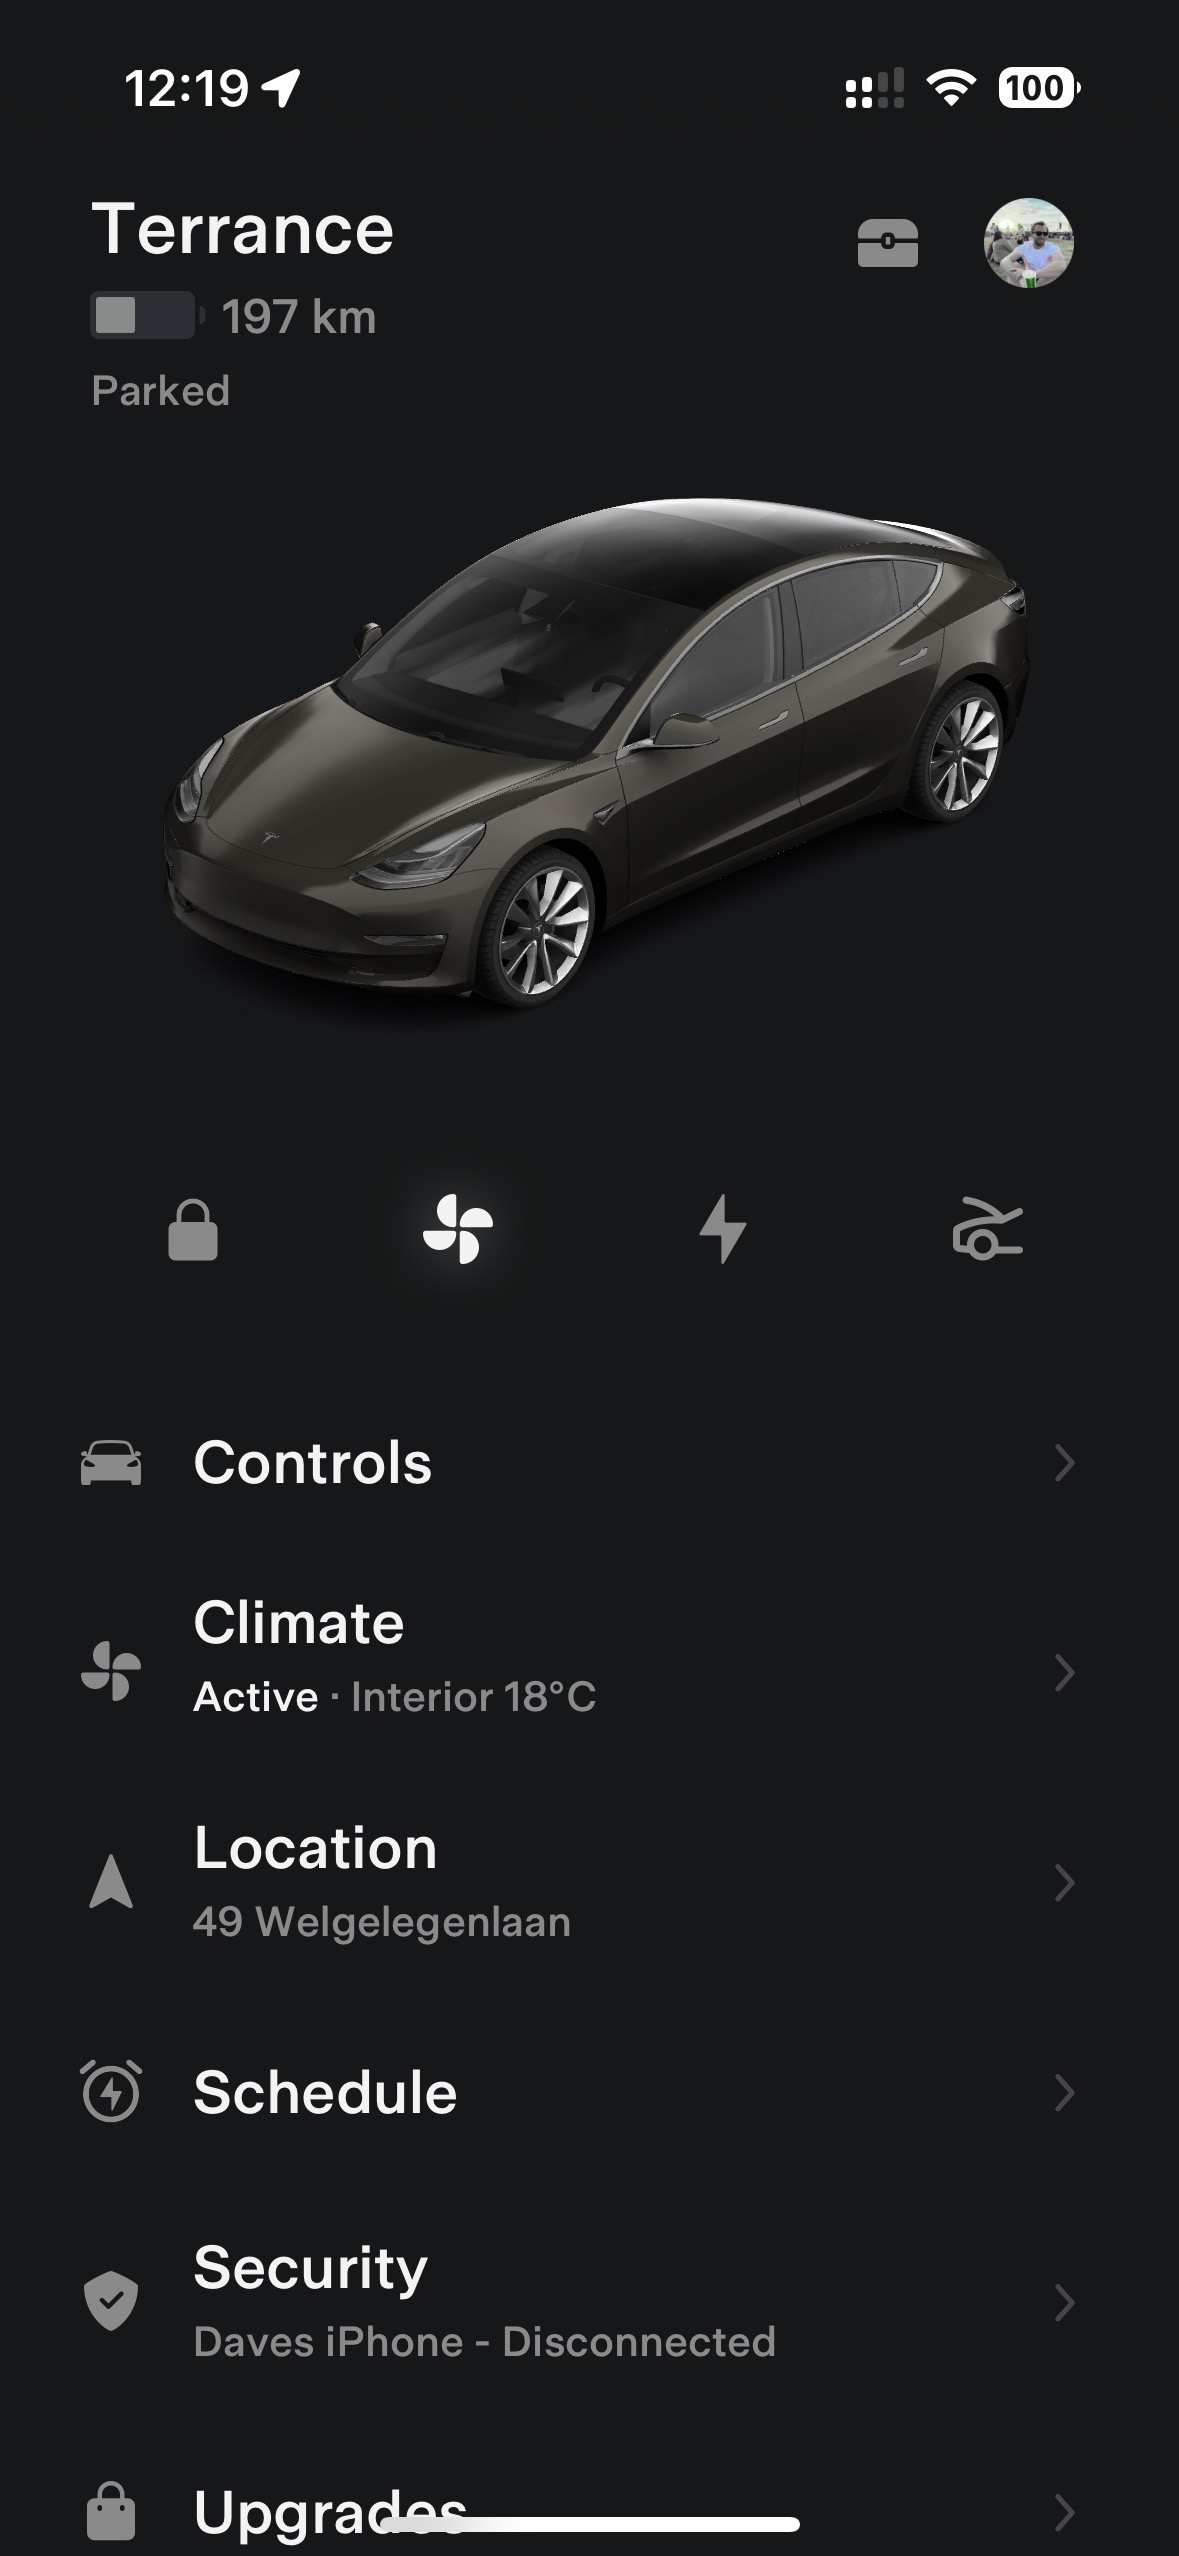 12:19
100
Terrance
197 km
Parked
Controls
Climate
Active · Interior 18°C
Location
49 Welgelegenlaan
Schedule
Security
Daves iPhone - Disconnected
Upgrades